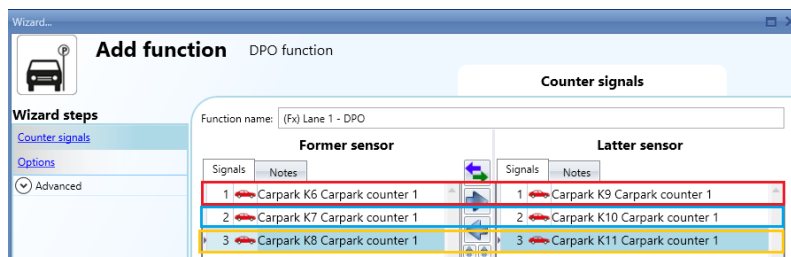 Wizard...
P
Add function DPO function
Counter signals
Wizard steps
Counter signals
Options
Advanced
Function name: (Fx) Lane 1 - DPO
Former sensor Latter sensor
Signals Notes Signals Notes
1 Carpark K6 Carpark counter 1 1 Carpark K9 Carpark counter 1
2 Carpark K7 Carpark counter 1 2 Carpark K10 Carpark counter 1
3 Carpark K8 Carpark counter 1 3 Carpark K11 Carpark counter 1